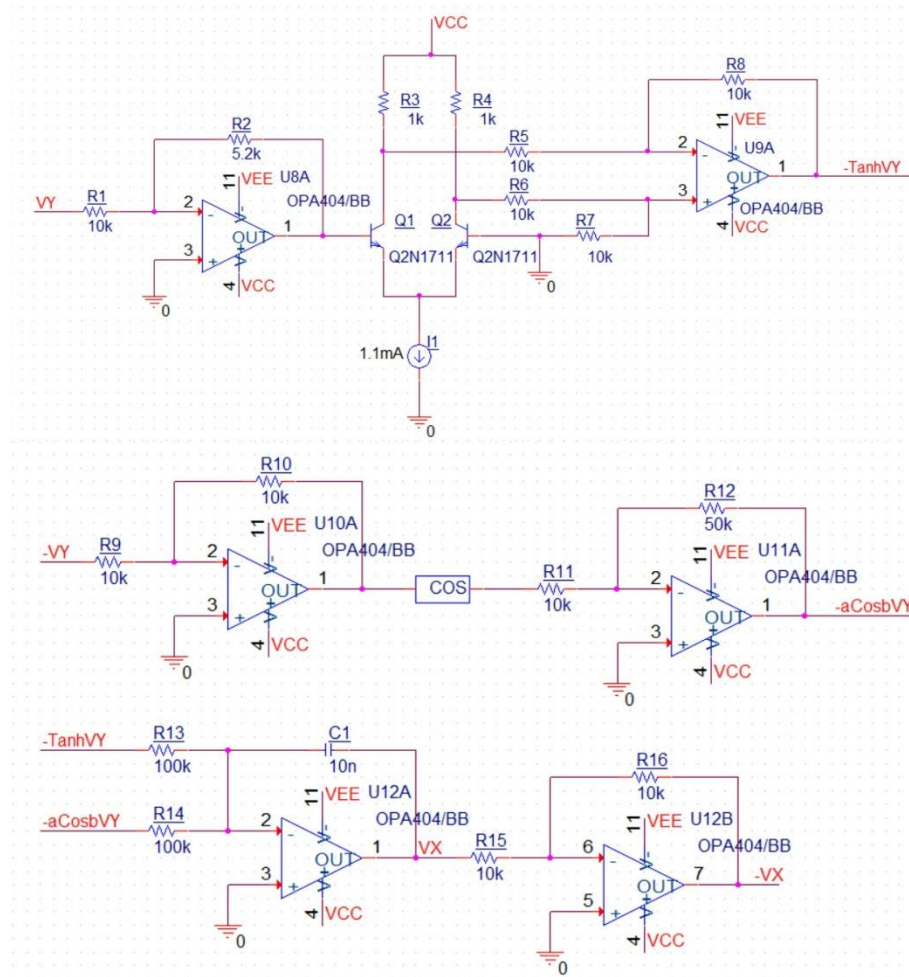 VCC
R3
1k
R4
1k
R8
10k
R2
5.2k
R5
10k
11 VEE
U9A
2
-
V-
OUT
1
-TanhVY
OPA404/BB
3
+
V+
4
VCC
R6
10k
R7
10k
0
VY
R1
10k
11 VEE
U8A
OPA404/BB
2
-
V-
OUT
1
3
+
V+
4
VCC
0
Q1
Q2
Q2N1711
Q2N1711
1.1mA
I1
0
R10
10k
-VY
R9
10k
11 VEE
U10A
OPA404/BB
2
-
V-
OUT
1
3
+
V+
4
VCC
0
COS
R11
10k
R12
50k
11 VEE
U11A
OPA404/BB
2
-
V-
OUT
1
-aCosbVY
3
+
V+
4
VCC
0
-TanhVY
R13
100k
C1
10n
-aCosbVY
R14
100k
11 VEE
U12A
OPA404/BB
2
-
V-
OUT
1
VX
3
+
V+
4
VCC
0
R15
10k
R16
10k
11 VEE
U12B
OPA404/BB
6
-
V-
OUT
7
-VX
5
+
V+
4
VCC
0